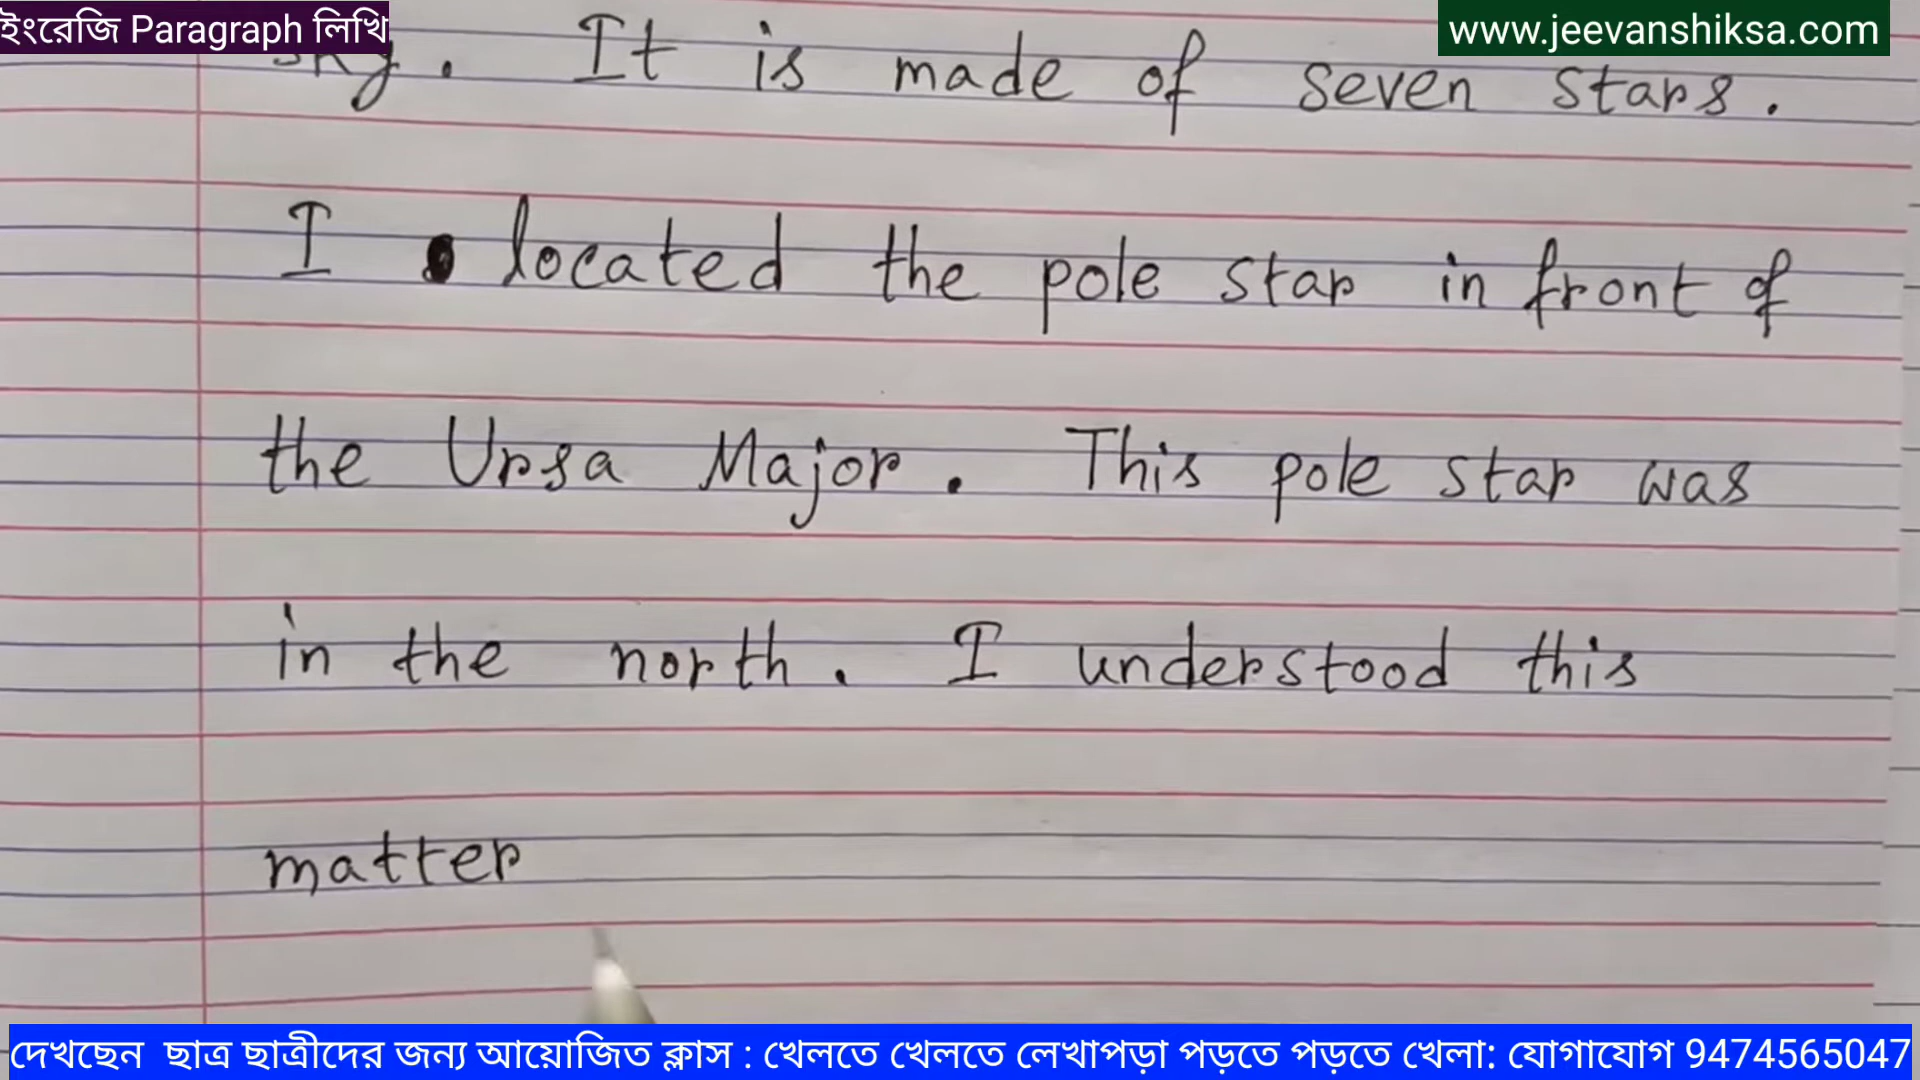 ইংরেজি Paragraph লিখি
www.jeevanshiksa.com
sky. It is made of seven stars.
I located the pole star in front of
the Ursa Major. This pole star was
in the north. I understood this
matter
দেখছেন ছাত্র ছাত্রীদের জন্য আয়োজিত ক্লাস : খেলতে খেলতে লেখাপড়া পড়তে পড়তে খেলা: যোগাযোগ 9474565047